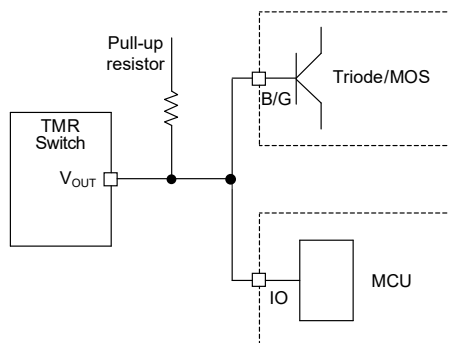 Pull-up
resistor
TMR
Switch
VOUT
B/G
Triode/MOS
IO
MCU